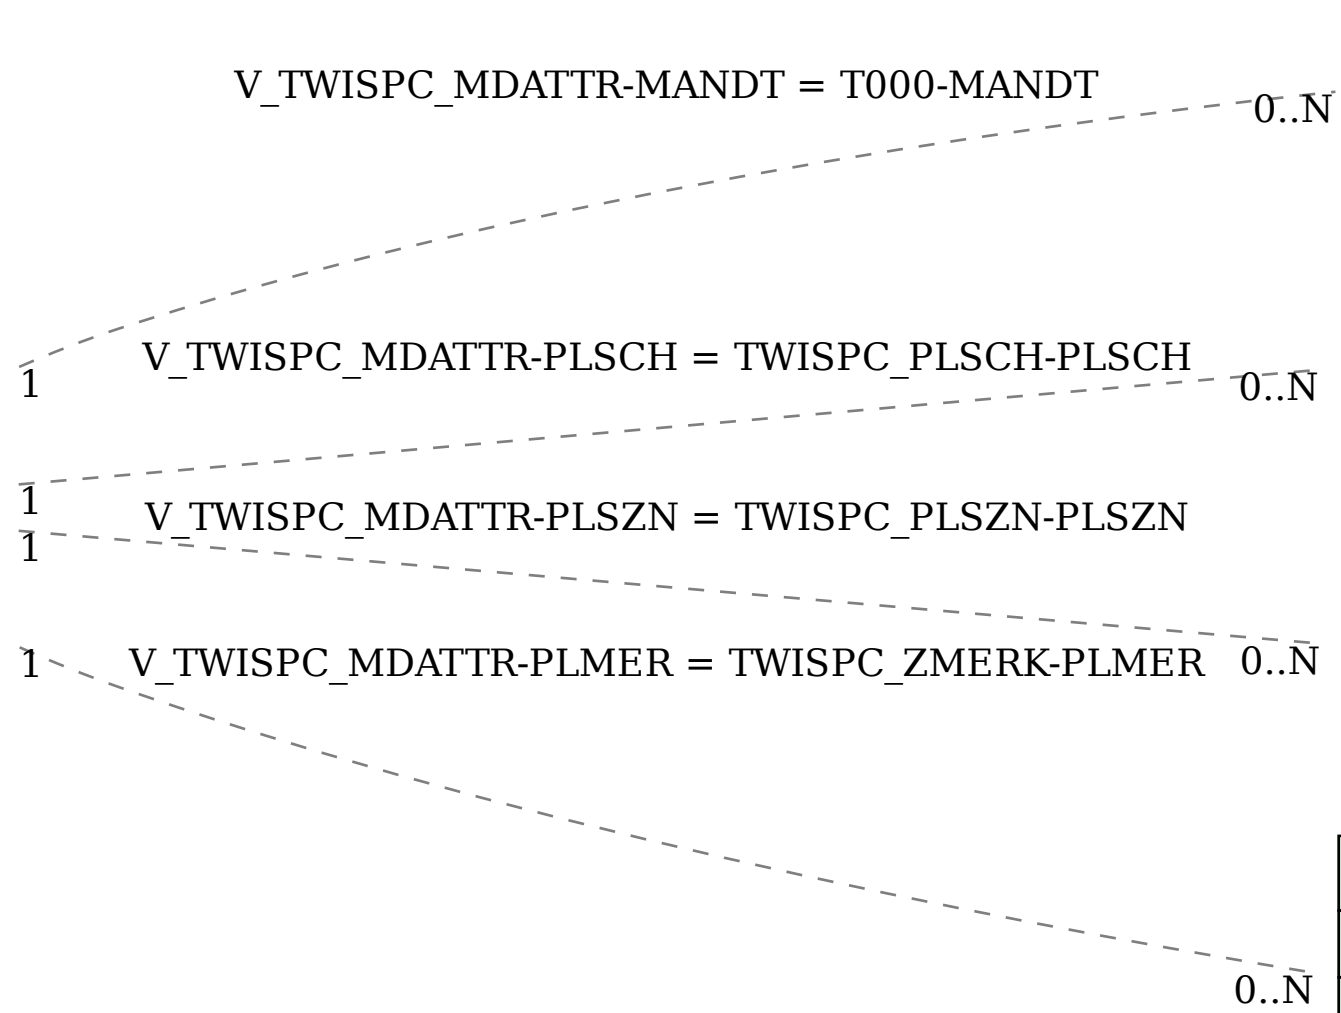 V_TWISPC_MDATTR-MANDT = T000-MANDT
0..N
V_TWISPC_MDATTR-PLSCH = TWISPC_PLSCH-PLSCH
1
0..N
1
V_TWISPC_MDATTR-PLSZN = TWISPC_PLSZN-PLSZN
1
1
V_TWISPC_MDATTR-PLMER = TWISPC_ZMERK-PLMER
0..N
0..N